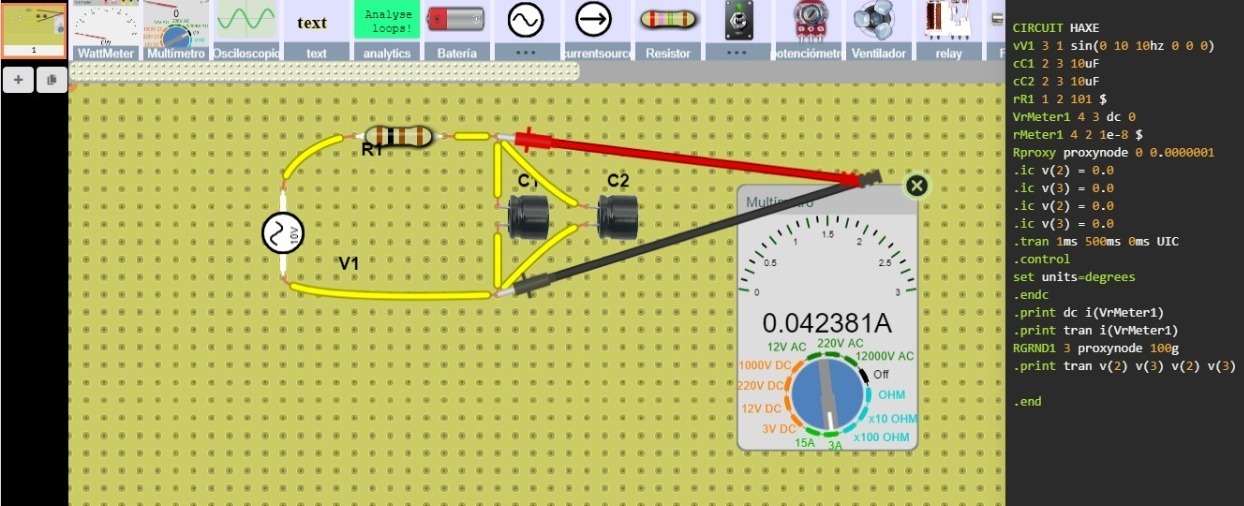 Analyse
loops!
text
1
WattMeter
Multímetro
Osciloscopio
text
analytics
Batería
...
currentsource
Resistor
...
potenciómetr
Ventilador
relay
R1
C1
C2
10V
V1
0
0.5
1
1.5
2
2.5
3
0.042381A
12V AC
220V AC
12000V AC
1000V DC
Off
220V DC
OHM
12V DC
x10 OHM
3V DC
x100 OHM
15A
3A
CIRCUIT HAXE
vV1 3 1 sin(0 10 10hz 0 0 0)
cC1 2 3 10uF
cC2 2 3 10uF
rR1 1 2 101 $
VrMeter1 4 3 dc 0
rMeter1 4 2 1e-8 $
Rproxy proxynode 0 0.0000001
.ic v(2) = 0.0
.ic v(3) = 0.0
.ic v(2) = 0.0
.ic v(3) = 0.0
.tran 1ms 500ms 0ms UIC
.control
set units=degrees
.endc
.print dc i(VrMeter1)
.print tran i(VrMeter1)
RGRND1 3 proxynode 100g
.print tran v(2) v(3) v(2) v(3)
.end